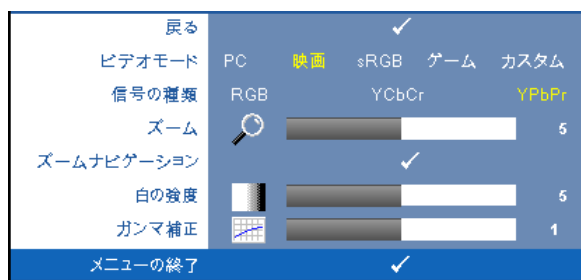 戻る
ビデオモード PC 映画 sRGB ゲーム カスタム
信号の種類 RGB YCbCr YPbPr
ズーム 5
ズームナビゲーション
白の強度 5
ガンマ補正 1
メニューの終了